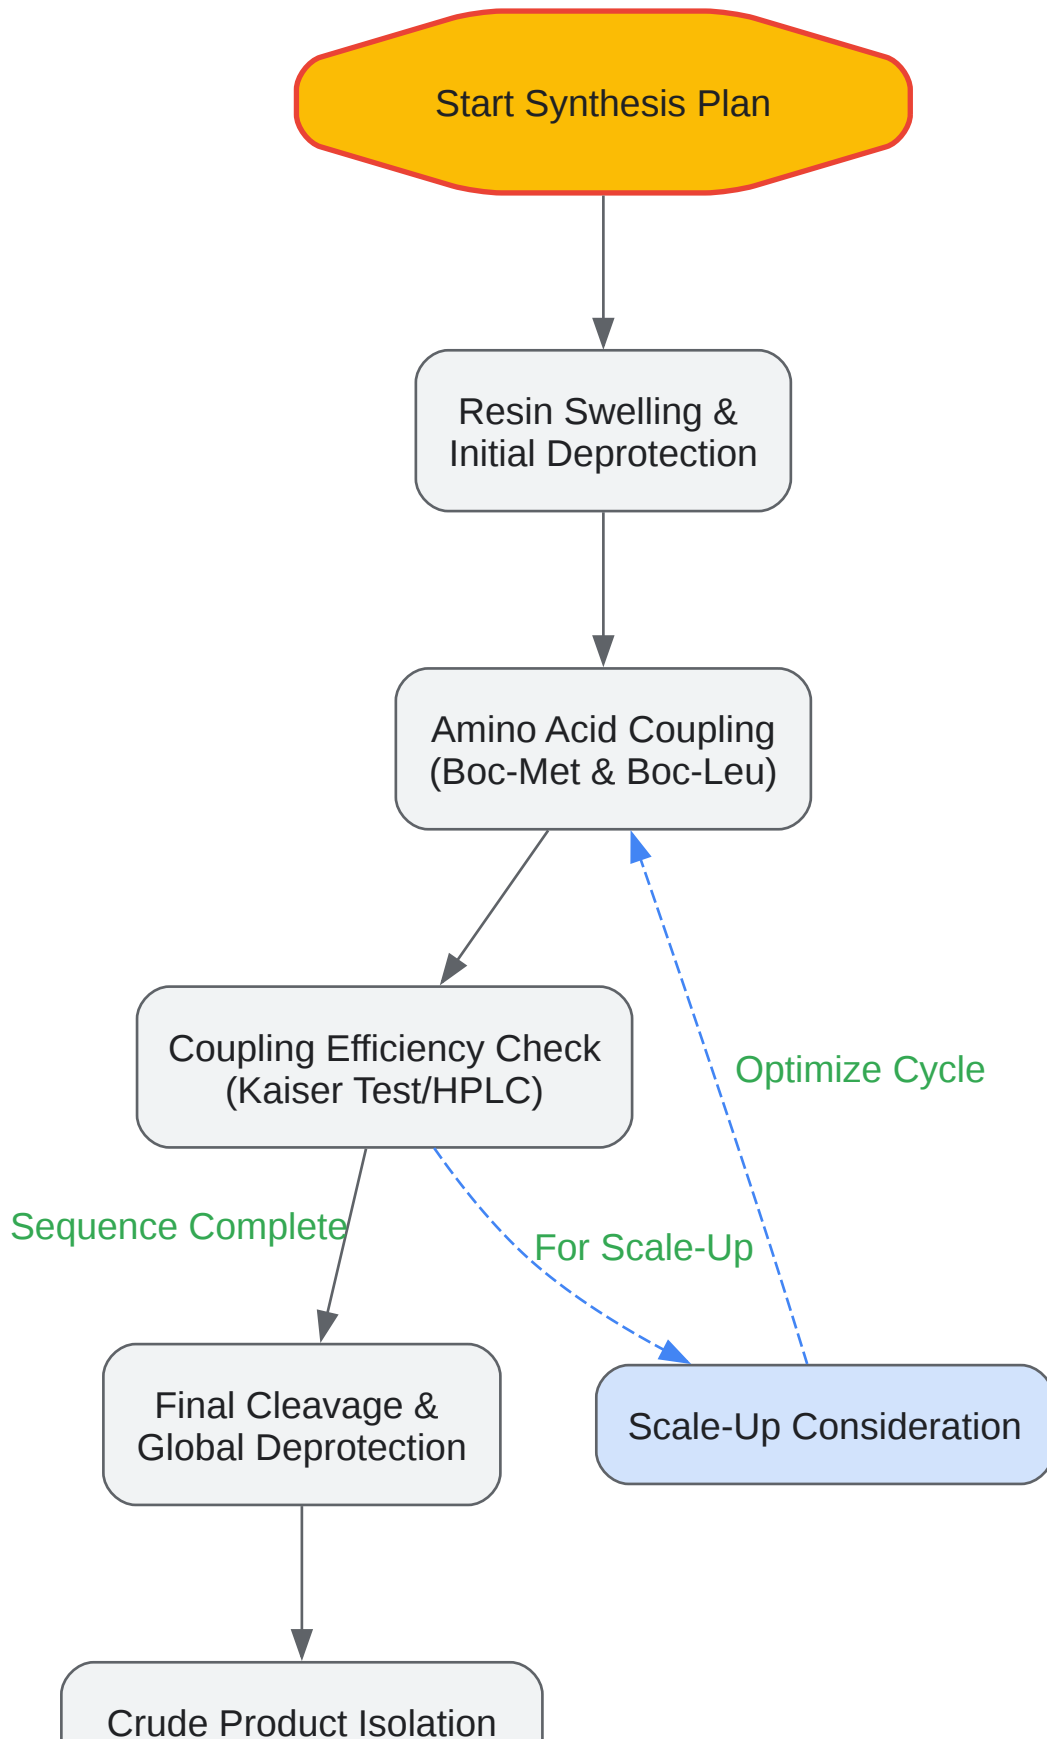 Start Synthesis Plan
Resin Swelling &
Initial Deprotection
Amino Acid Coupling
(Boc-Met & Boc-Leu)
Coupling Efficiency Check
(Kaiser Test/HPLC)
Optimize Cycle
Sequence Complete
For Scale-Up
Final Cleavage &
Global Deprotection
Scale-Up Consideration
Crude Product Isolation